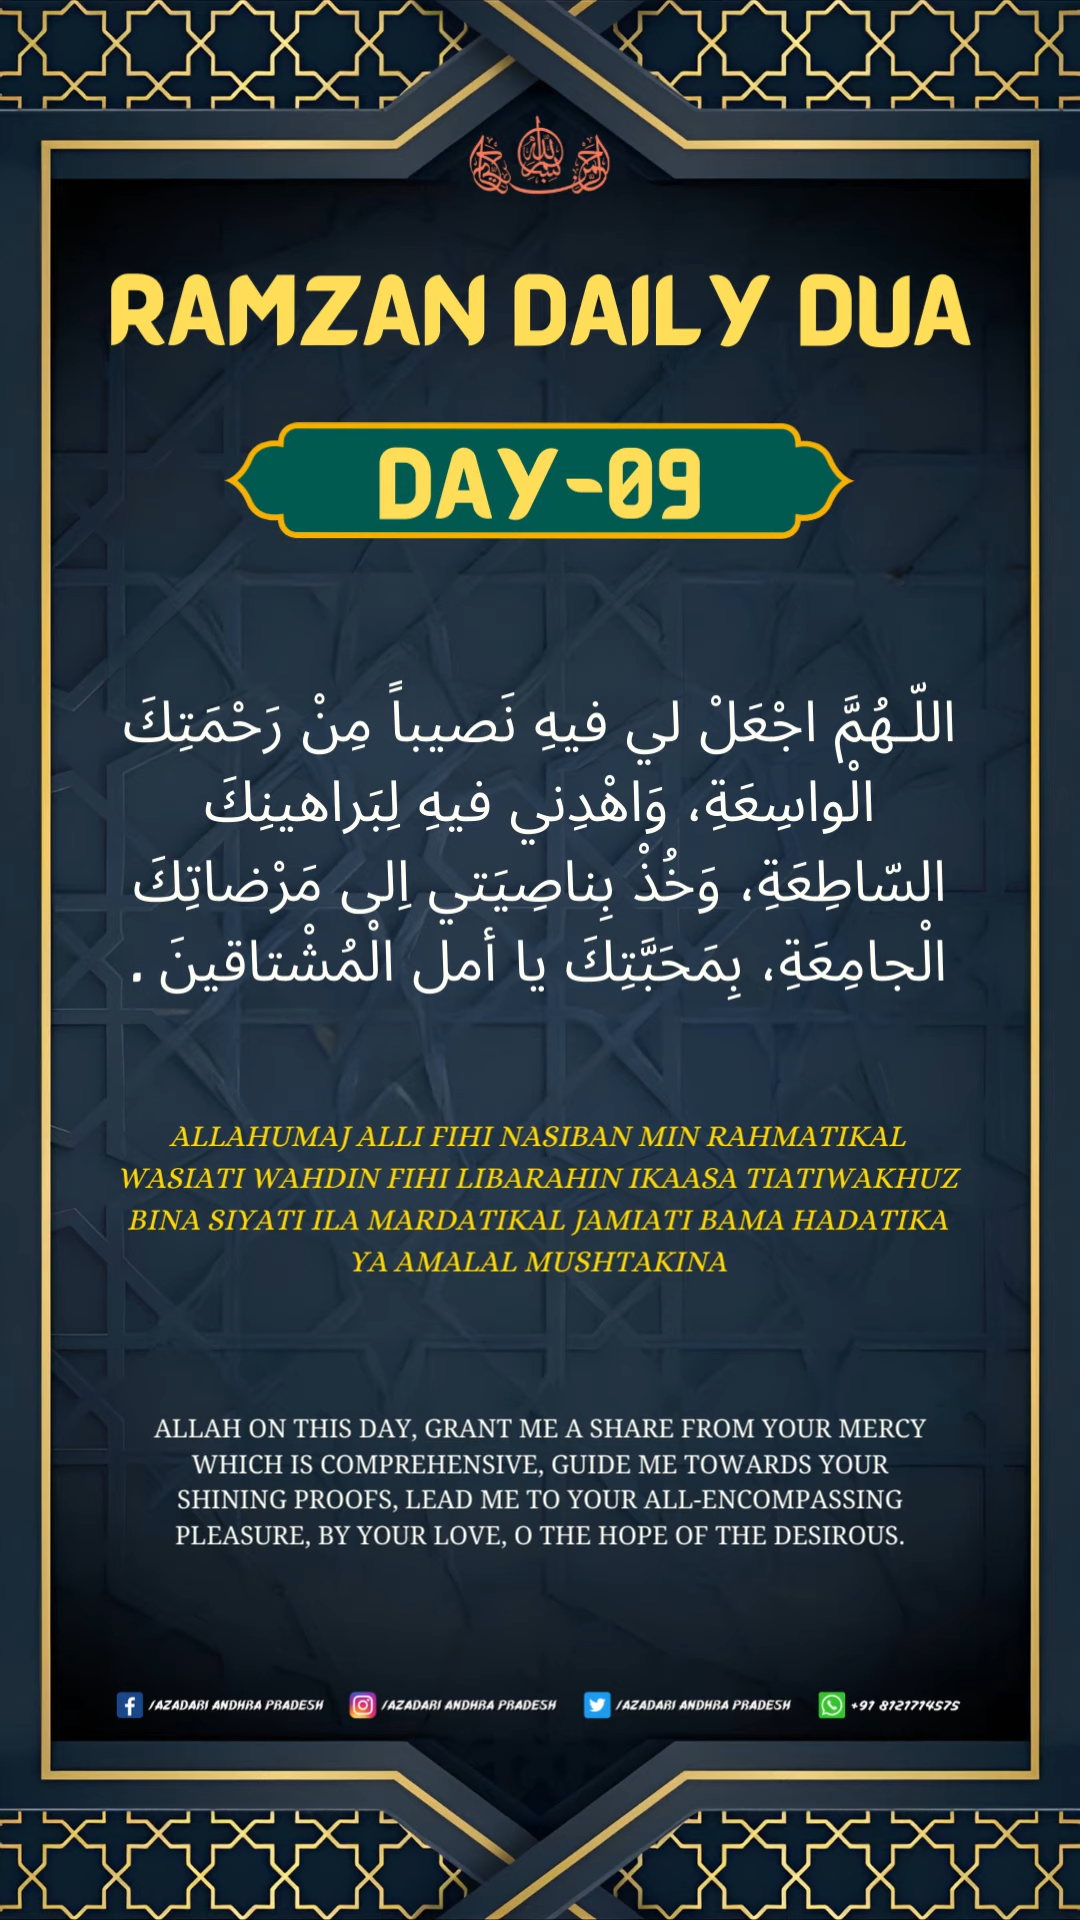 بسم الله الرحمن الرحيم
RAMZAN DAILY DUA
DAY-09
اللّـهُمَّ اجْعَلْ لي فيهِ نَصيباً مِنْ رَحْمَتِكَ
الْواسِعَةِ، وَاهْدِني فيهِ لِبَراهينِكَ
السّاطِعَةِ، وَخُذْ بِناصِيَتي اِلى مَرْضاتِكَ
الْجامِعَةِ، بِمَحَبَّتِكَ يا أمل الْمُشْتاقينَ .
ALLAHUMAJ ALLI FIHI NASIBAN MIN RAHMATIKAL
WASIATI WAHDIN FIHI LIBARAHIN IKAASA TIATIWAKHUZ
BINA SIYATI ILA MARDATIKAL JAMIATI BAMA HADATIKA
YA AMALAL MUSHTAKINA
ALLAH ON THIS DAY, GRANT ME A SHARE FROM YOUR MERCY
WHICH IS COMPREHENSIVE, GUIDE ME TOWARDS YOUR
SHINING PROOFS, LEAD ME TO YOUR ALL-ENCOMPASSING
PLEASURE, BY YOUR LOVE, O THE HOPE OF THE DESIROUS.
/AZADARI ANDHRA PRADESH /AZADARI ANDHRA PRADESH /AZADARI ANDHRA PRADESH +91 8121714575